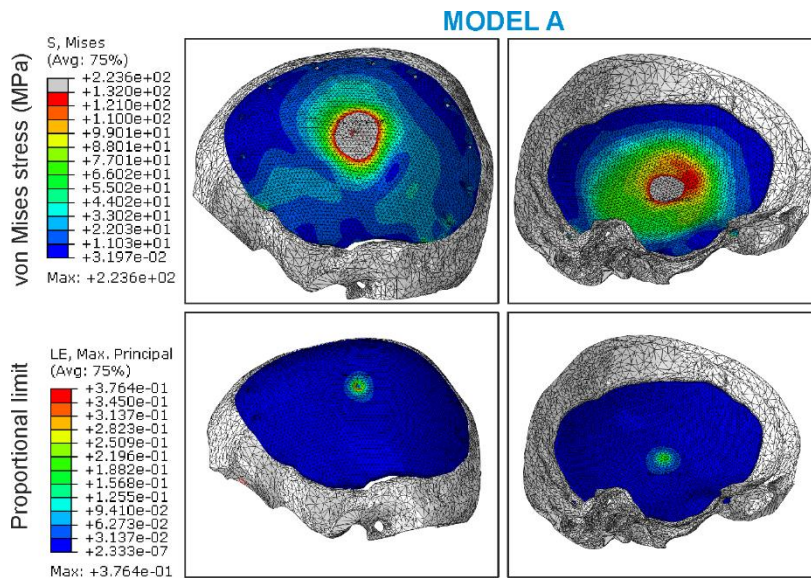 MODEL A
von Mises stress (MPa)
S, Mises
(Avg: 75%)
+2.236e+02
+1.320e+02
+1.210e+02
+1.100e+02
+9.901e+01
+8.801e+01
+7.701e+01
+6.602e+01
+5.502e+01
+4.402e+01
+3.302e+01
+2.203e+01
+1.103e+01
+3.197e-02
Max: +2.236e+02
Proportional limit
LE, Max. Principal
(Avg: 75%)
+3.764e-01
+3.450e-01
+3.137e-01
+2.823e-01
+2.509e-01
+2.196e-01
+1.882e-01
+1.568e-01
+1.255e-01
+9.410e-02
+6.273e-02
+3.137e-02
+2.333e-07
Max: +3.764e-01